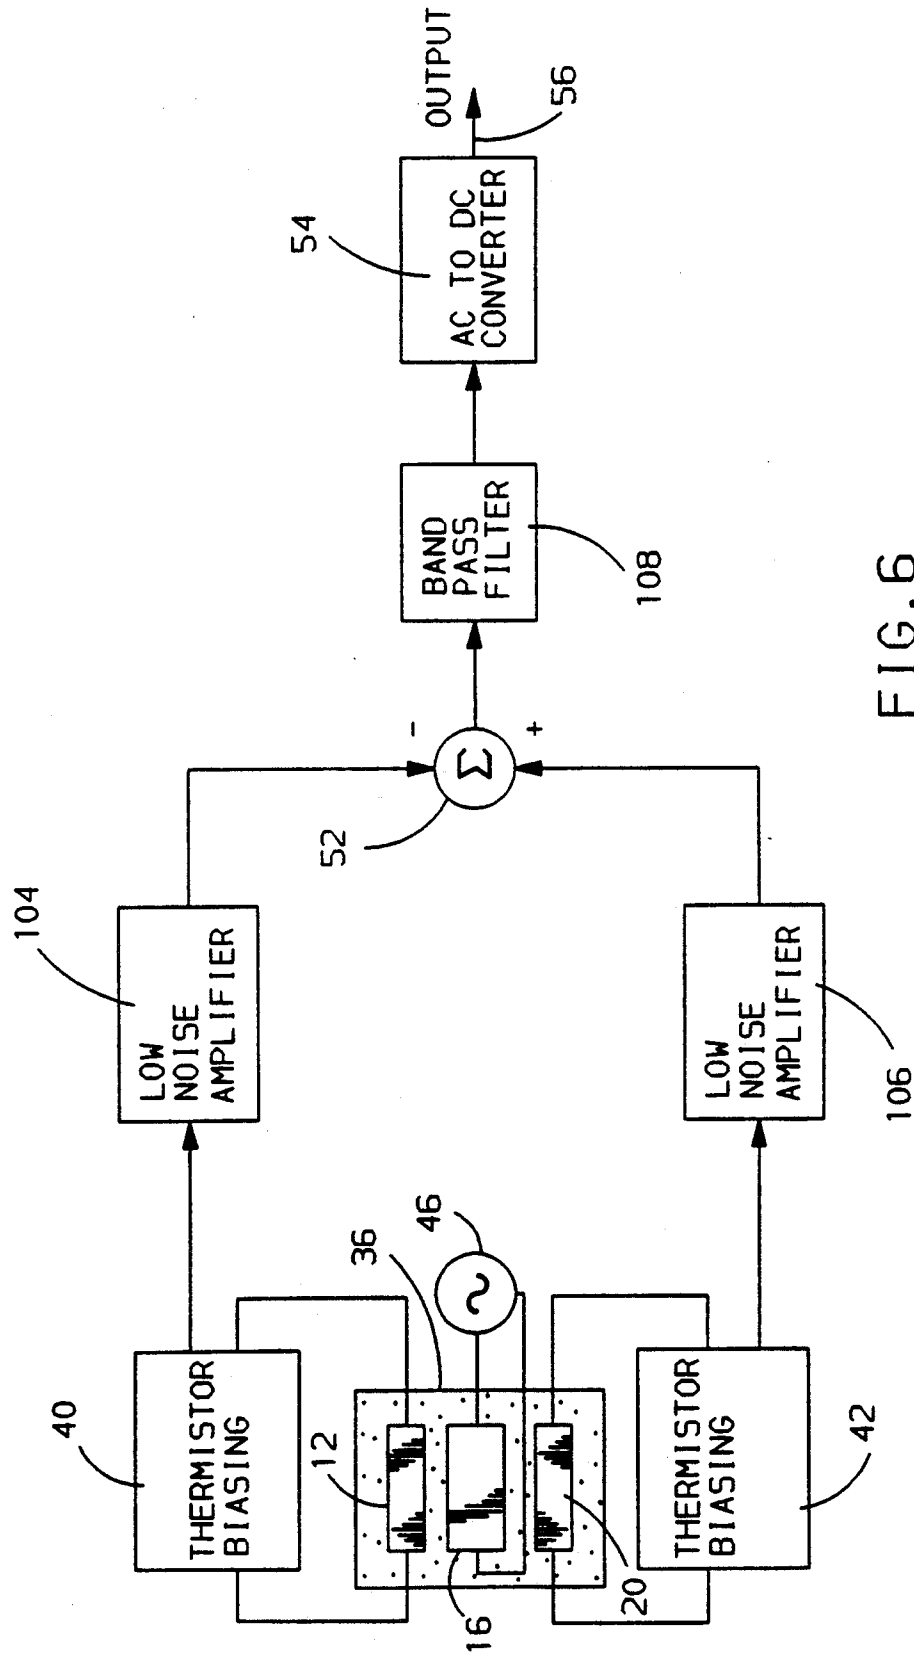 40
THERMISTOR
BIASING
104
LOW
NOISE
AMPLIFIER
12
16
20
36
46
~
52
-
Σ
+
BAND
PASS
FILTER
108
54
AC TO DC
CONVERTER
OUTPUT
56
THERMISTOR
BIASING
42
LOW
NOISE
AMPLIFIER
106
FIG.6